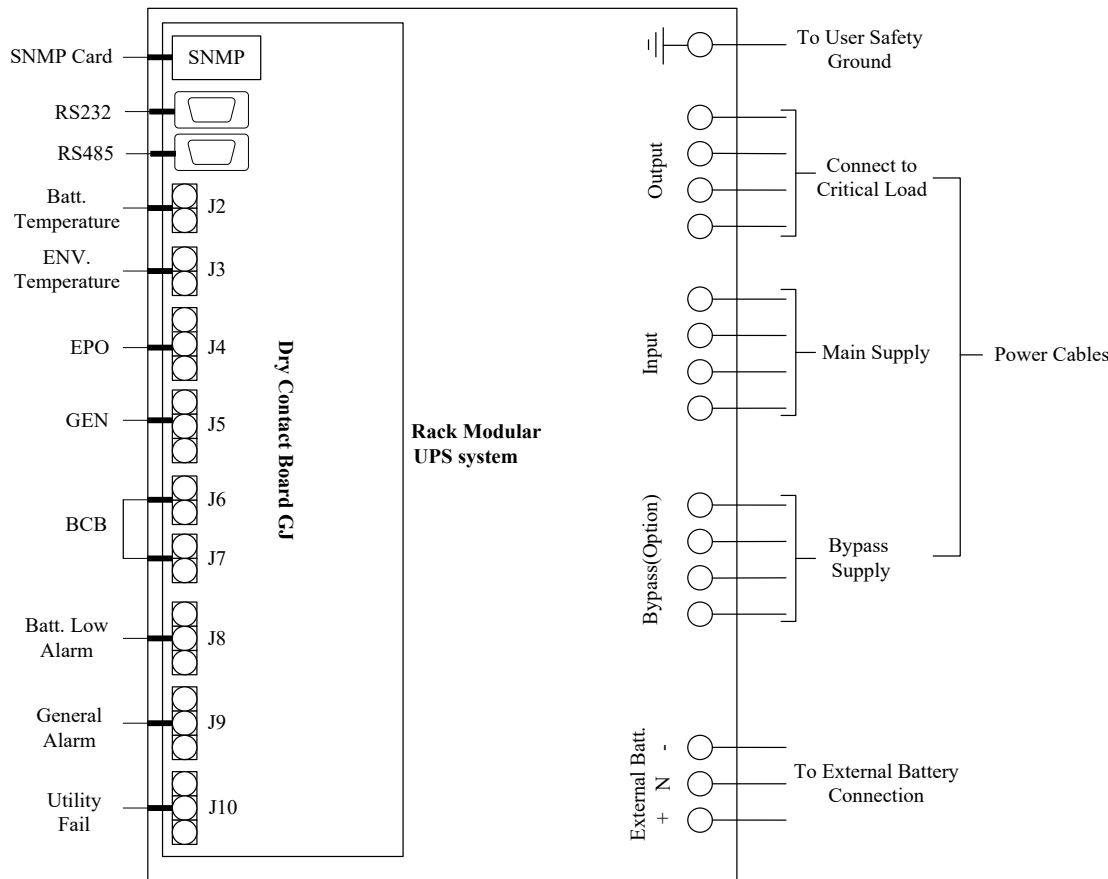 SNMP Card
SNMP
RS232
RS485
Batt.
Temperature
J2
ENV.
Temperature
J3
EPO
J4
GEN
J5
BCB
J6
J7
Batt. Low
Alarm
J8
General
Alarm
J9
Utility
Fail
J10
Dry Contact Board GJ
Rack Modular
UPS system
To User Safety
Ground
Output
Connect to
Critical Load
Input
Main Supply
Power Cables
Bypass(Option)
Bypass
Supply
External Batt.
-
N
+
To External Battery
Connection